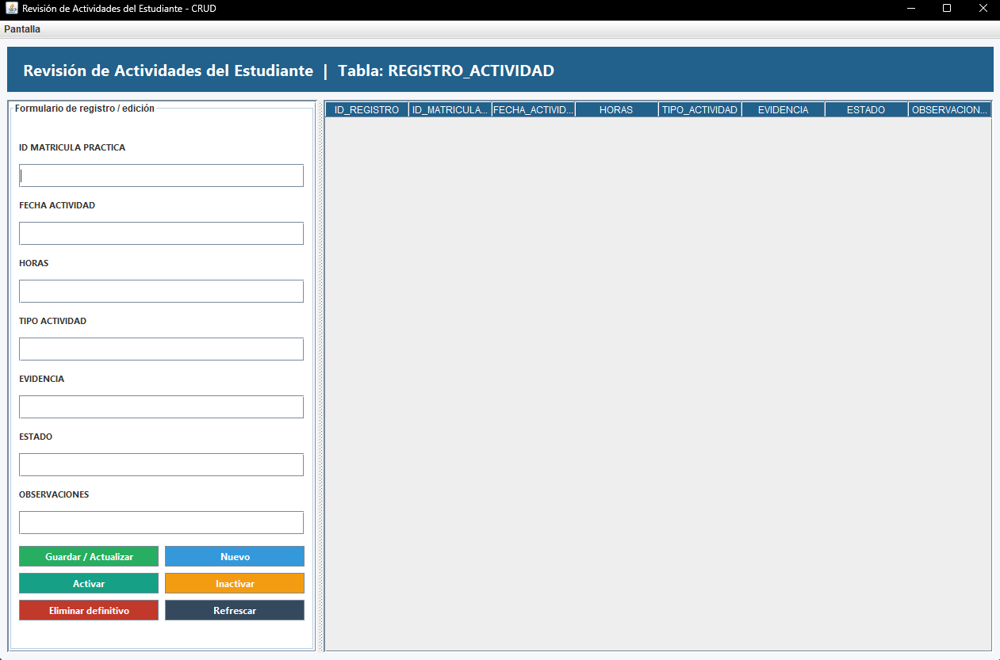 Revisión de Actividades del Estudiante - CRUD
Pantalla
Revisión de Actividades del Estudiante | Tabla: REGISTRO_ACTIVIDAD
Formulario de registro / edición
ID MATRICULA PRACTICA
FECHA ACTIVIDAD
HORAS
TIPO ACTIVIDAD
EVIDENCIA
ESTADO
OBSERVACIONES
Guardar / Actualizar Nuevo
Activar Inactivar
Eliminar definitivo Refrescar
ID_REGISTRO ID_MATRICULA... FECHA_ACTIVID... HORAS TIPO_ACTIVIDAD EVIDENCIA ESTADO OBSERVACION...